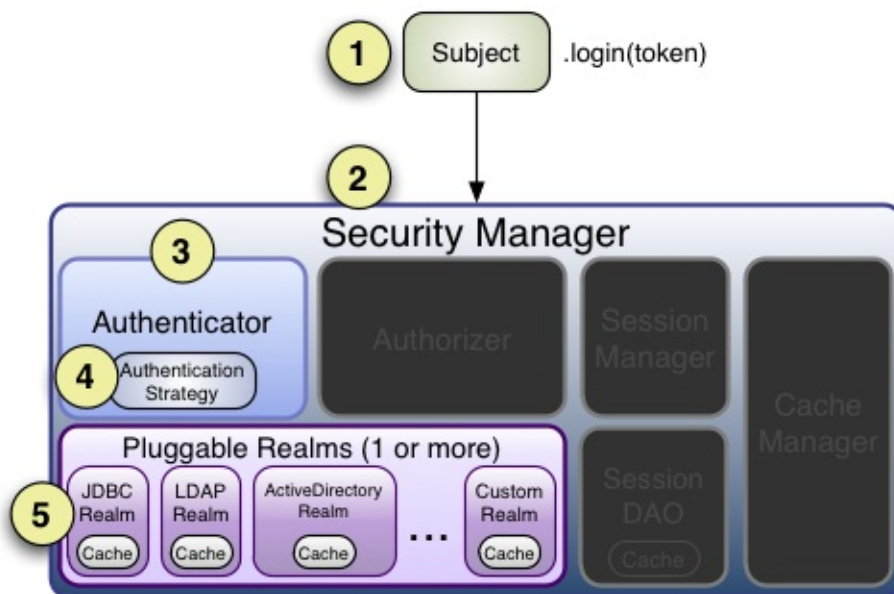 1
Subject
.login(token)
2
Security Manager
3
Authenticator
4
Authentication
Strategy
Authorizer
Session
Manager
Cache
Manager
Pluggable Realms (1 or more)
5
JDBC
Realm
Cache
LDAP
Realm
Cache
ActiveDirectory
Realm
Cache
...
Custom
Realm
Cache
Session
DAO
Cache